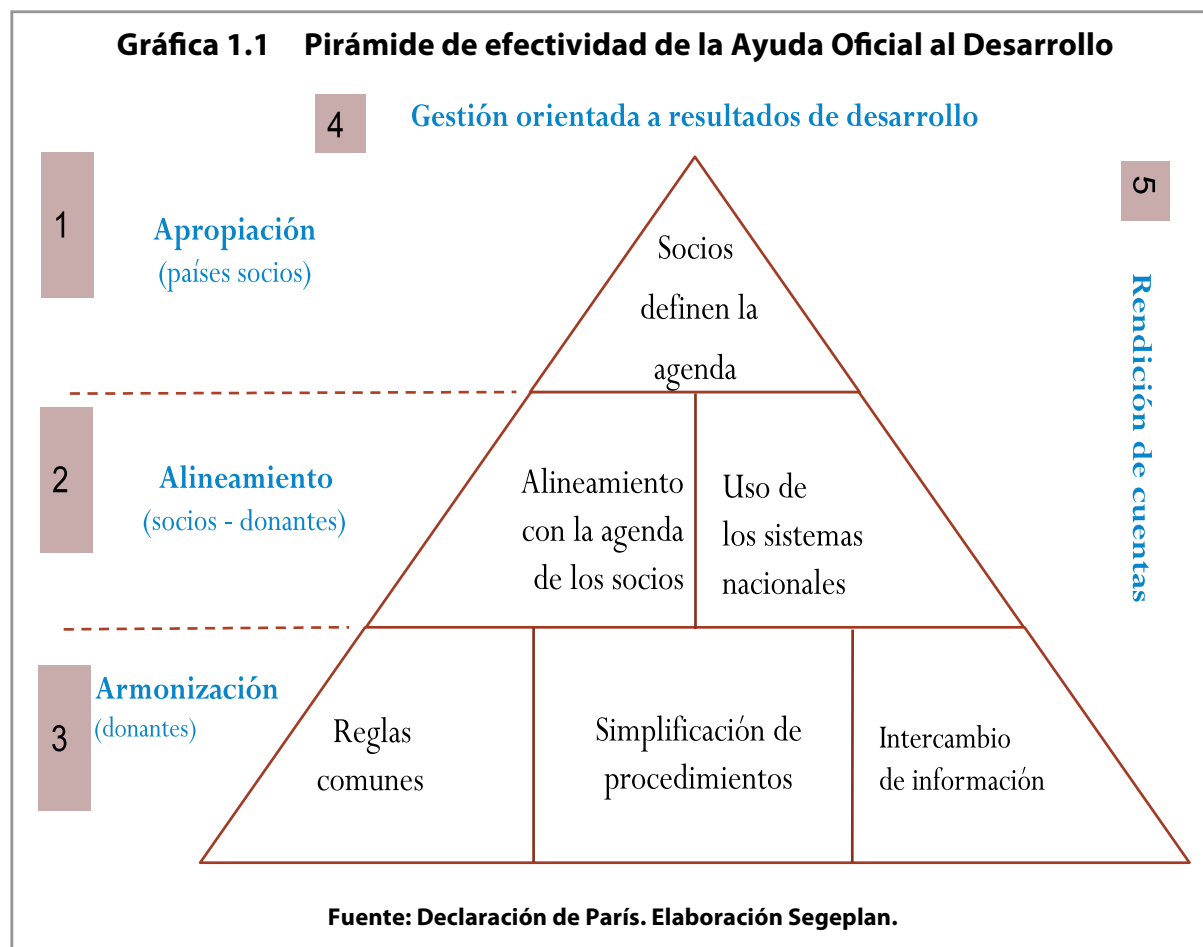 Gráfica 1.1 Pirámide de efectividad de la Ayuda Oficial al Desarrollo
4
Gestión orientada a resultados de desarrollo
1
Apropiación
(países socios)
Socios
definen la
agenda
5
Rendición de cuentas
2
Alineamiento
(socios - donantes)
Alineamiento
con la agenda
de los socios
Uso de
los sistemas
nacionales
3
Armonización
(donantes)
Reglas
comunes
Simplificación de
procedimientos
Intercambio
de información
Fuente: Declaración de París. Elaboración Segeplan.